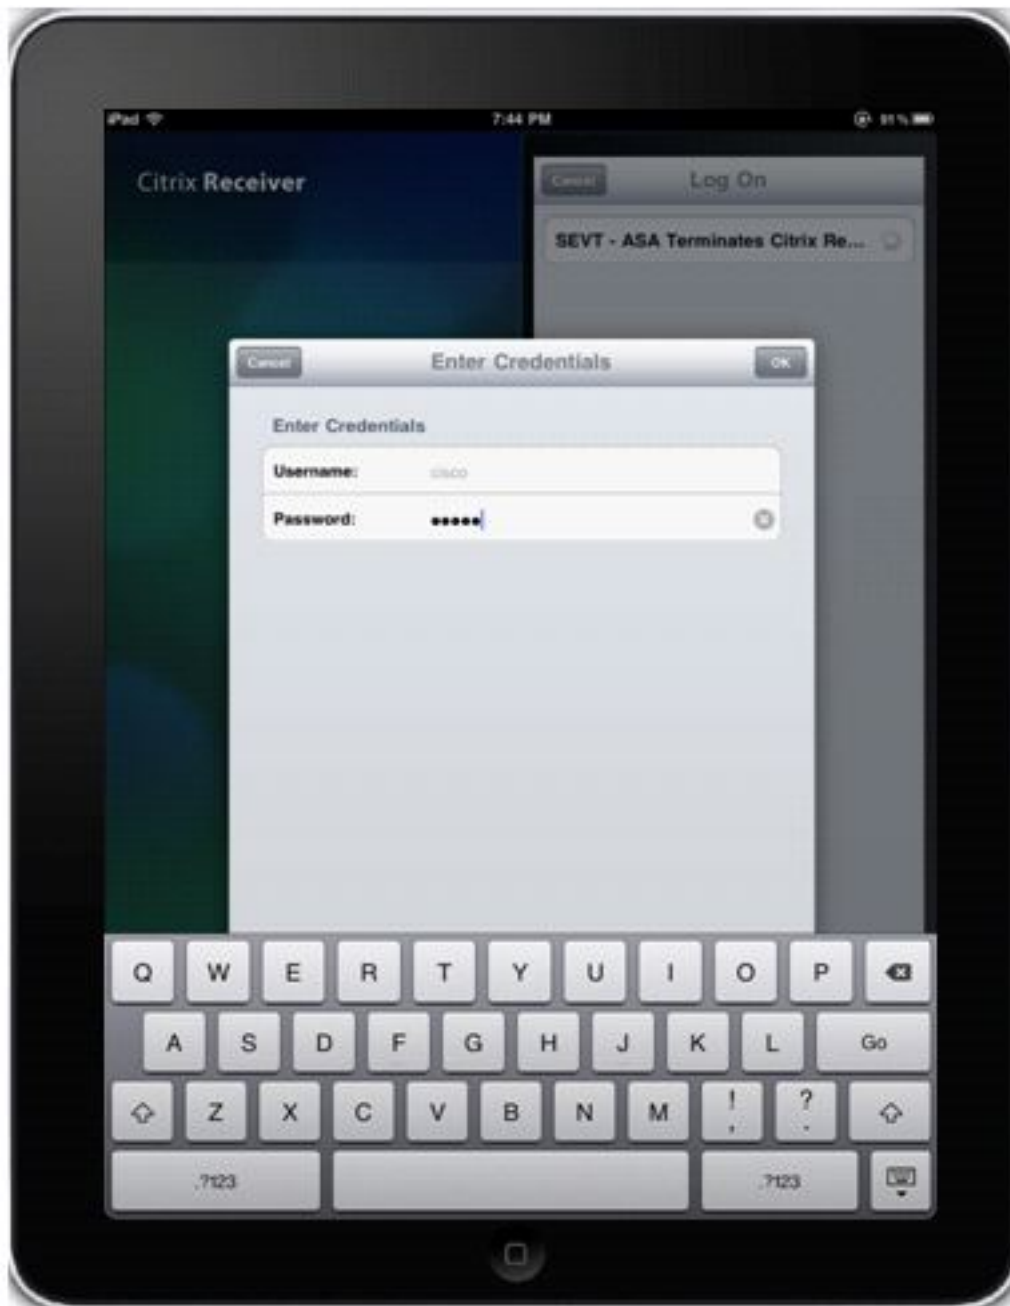 iPad 7:44 PM 91%
Citrix Receiver
Cancel Log On
SEVT - ASA Terminates Citrix Re...
Cancel Enter Credentials OK
Enter Credentials
Username: cisco
Password: •••••
Q W E R T Y U I O P
A S D F G H J K L Go
Z X C V B N M ! , ? .
.?123 .?123